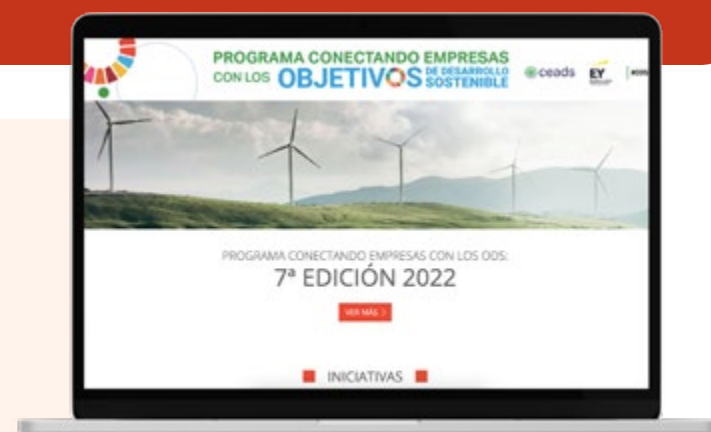 PROGRAMA CONECTANDO EMPRESAS
CON LOS OBJETIVOS DE DESARROLLO SOSTENIBLE
ceads
EY
PROGRAMA CONECTANDO EMPRESAS CON LOS ODS:
7ª EDICIÓN 2022
VER MÁS >
INICIATIVAS